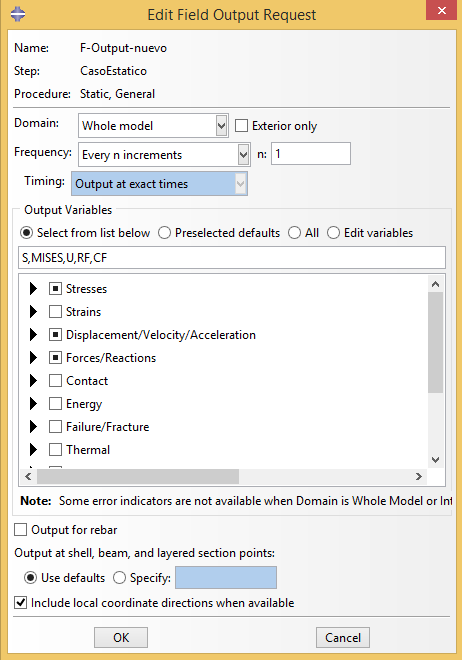 Edit Field Output Request
Name: F-Output-nuevo
Step: CasoEstatico
Procedure: Static, General
Domain: Whole model Exterior only
Frequency: Every n increments n: 1
Timing: Output at exact times
Output Variables
Select from list below Preselected defaults All Edit variables
S,MISES,U,RF,CF
Stresses
Strains
Displacement/Velocity/Acceleration
Forces/Reactions
Contact
Energy
Failure/Fracture
Thermal
Note: Some error indicators are not available when Domain is Whole Model or Int
Output for rebar
Output at shell, beam, and layered section points:
Use defaults Specify:
Include local coordinate directions when available
OK Cancel